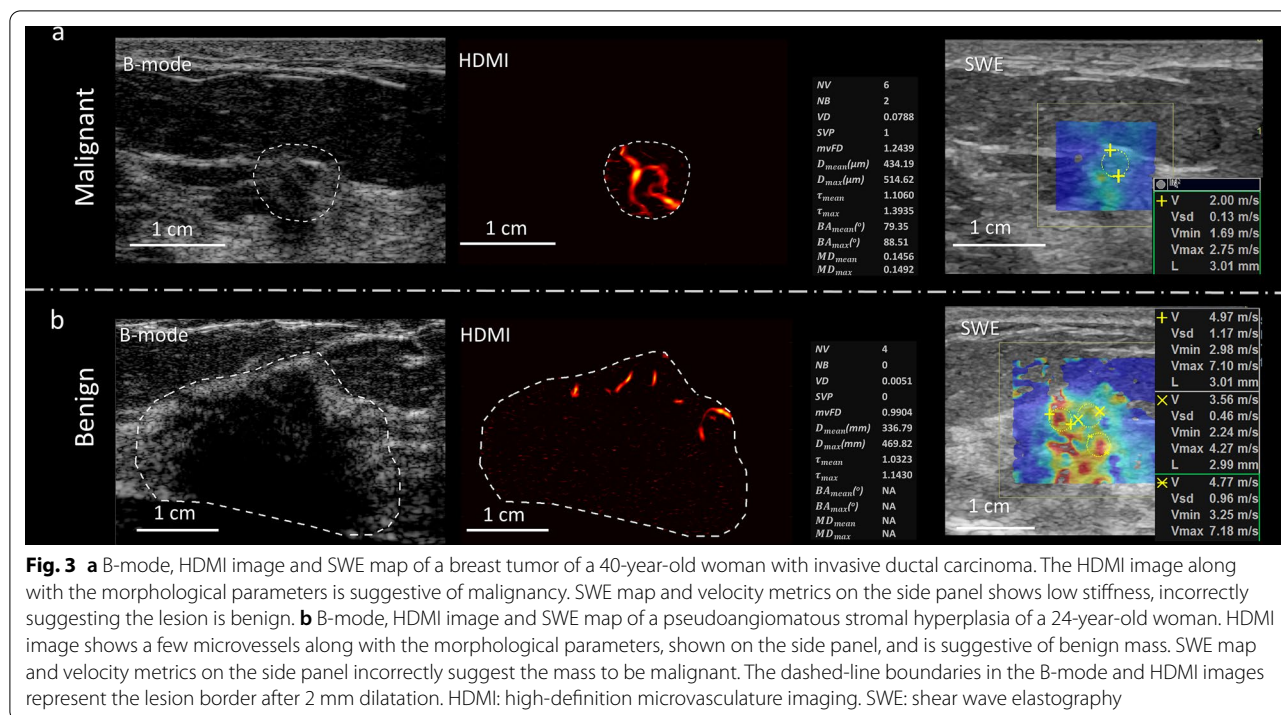 a
Malignant
B-mode
1 cm
HDMI
1 cm
NV 6
NB 2
VD 0.0788
SVP 1
mvFD 1.2439
Dmean(μm) 434.19
Dmax(μm) 514.62
τmean 1.1060
τmax 1.3935
BAmean(°) 79.35
BAmax(°) 88.51
MDmean 0.1456
MDmax 0.1492
SWE
1 cm
+ V 2.00 m/s
Vsd 0.13 m/s
Vmin 1.69 m/s
Vmax 2.75 m/s
L 3.01 mm
b
Benign
B-mode
1 cm
HDMI
1 cm
NV 4
NB 0
VD 0.0051
SVP 0
mvFD 0.9904
Dmean(mm) 336.79
Dmax(mm) 469.82
τmean 1.0323
τmax 1.1430
BAmean(°) NA
BAmax(°) NA
MDmean NA
MDmax NA
SWE
1 cm
+ V 4.97 m/s
Vsd 1.17 m/s
Vmin 2.98 m/s
Vmax 7.10 m/s
L 3.01 mm
× V 3.56 m/s
Vsd 0.46 m/s
Vmin 2.24 m/s
Vmax 4.27 m/s
L 2.99 mm
V 4.77 m/s
Vsd 0.96 m/s
Vmin 3.25 m/s
Vmax 7.18 m/s
Fig. 3 a B-mode, HDMI image and SWE map of a breast tumor of a 40-year-old woman with invasive ductal carcinoma. The HDMI image along
with the morphological parameters is suggestive of malignancy. SWE map and velocity metrics on the side panel shows low stiffness, incorrectly
suggesting the lesion is benign. b B-mode, HDMI image and SWE map of a pseudoangiomatous stromal hyperplasia of a 24-year-old woman. HDMI
image shows a few microvessels along with the morphological parameters, shown on the side panel, and is suggestive of benign mass. SWE map
and velocity metrics on the side panel incorrectly suggest the mass to be malignant. The dashed-line boundaries in the B-mode and HDMI images
represent the lesion border after 2 mm dilatation. HDMI: high-definition microvasculature imaging. SWE: shear wave elastography